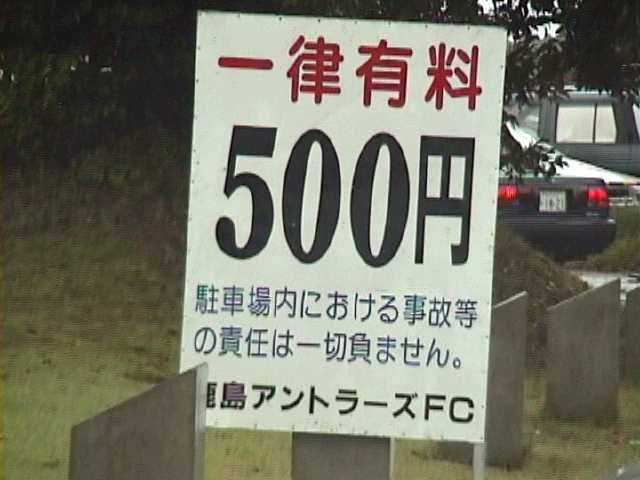 一律有料
500円
駐車場内における事故等
の責任は一切負ません。
鹿島アントラーズFC